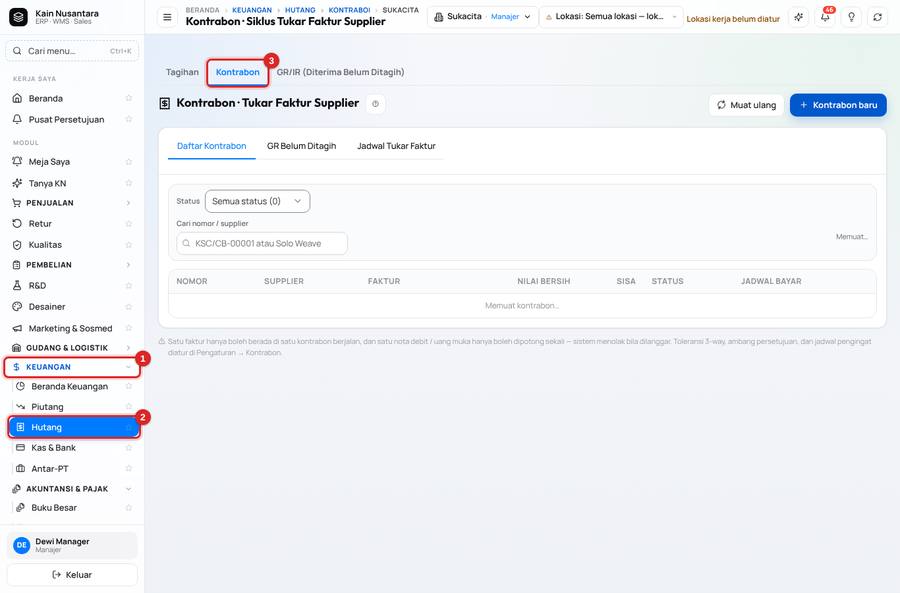 Kain Nusantara
ERP · WMS · Sales
Cari menu...
Ctrl+K
KERJA SAYA
Beranda
Pusat Persetujuan
MODUL
Meja Saya
Tanya KN
PENJUALAN
Retur
Kualitas
PEMBELIAN
R&D
Desainer
Marketing & Sosmed
GUDANG & LOGISTIK
KEUANGAN
1
Beranda Keuangan
Piutang
Hutang
2
Kas & Bank
Antar-PT
AKUNTANSI & PAJAK
Buku Besar
DE
Dewi Manager
Manajer
Keluar
BERANDA › KEUANGAN › HUTANG › KONTRABON › SUKACITA
Kontrabon · Siklus Tukar Faktur Supplier
Sukacita · Manajer
Lokasi: Semua lokasi — lok...
Lokasi kerja belum diatur
46
Tagihan
Kontrabon
3
GR/IR (Diterima Belum Ditagih)
Kontrabon · Tukar Faktur Supplier
Muat ulang
Kontrabon baru
Daftar Kontrabon
GR Belum Ditagih
Jadwal Tukar Faktur
Status
Semua status (0)
Cari nomor / supplier
KSC/CB-00001 atau Solo Weave
Memuat…
NOMOR SUPPLIER FAKTUR NILAI BERSIH SISA STATUS JADWAL BAYAR
Memuat kontrabon…
Satu faktur hanya boleh berada di satu kontrabon berjalan, dan satu nota debit / uang muka hanya boleh dipotong sekali — sistem menolak bila dilanggar. Toleransi 3-way, ambang persetujuan, dan jadwal pengingat
diatur di Pengaturan → Kontrabon.